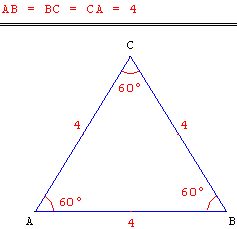 AB = BC = CA = 4
C
60°
4 4
60° 60°
A 4 B